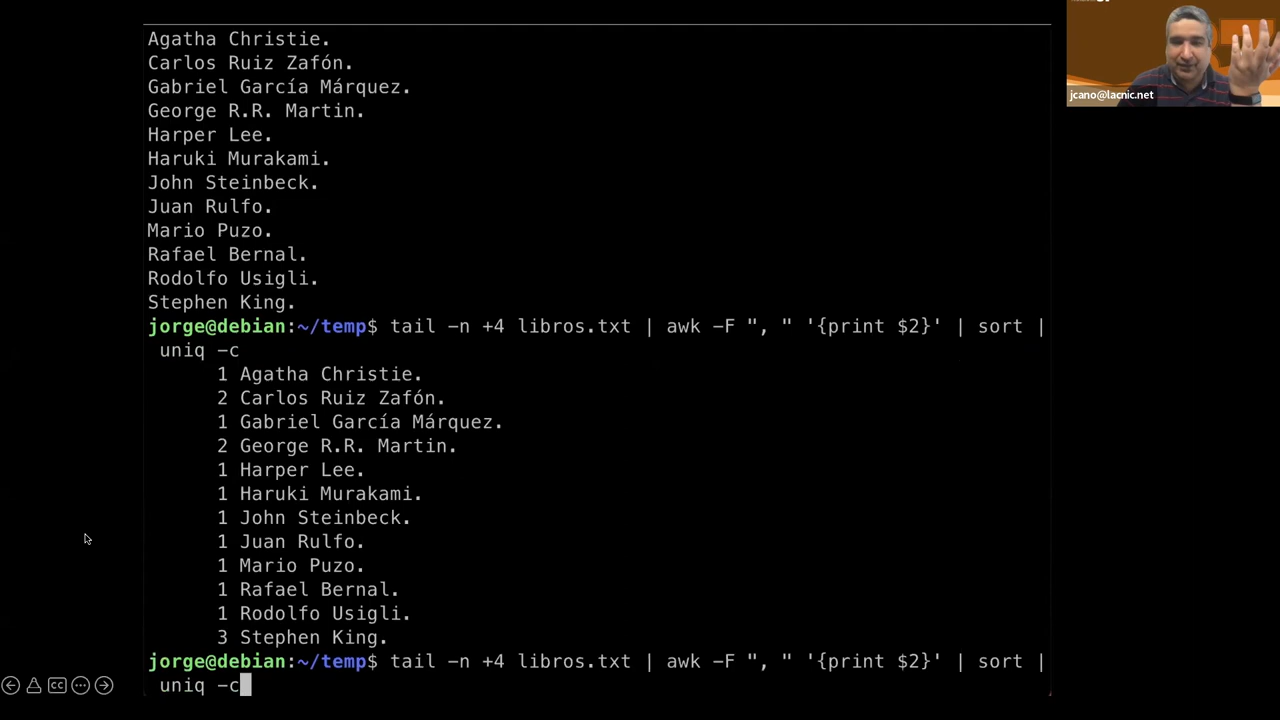 Agatha Christie.
Carlos Ruiz Zafón.
Gabriel García Márquez.
George R.R. Martin.
Harper Lee.
Haruki Murakami.
John Steinbeck.
Juan Rulfo.
Mario Puzo.
Rafael Bernal.
Rodolfo Usigli.
Stephen King.
jorge@debian:~/temp$ tail -n +4 libros.txt | awk -F ", " '{print $2}' | sort |
uniq -c
1 Agatha Christie.
2 Carlos Ruiz Zafón.
1 Gabriel García Márquez.
2 George R.R. Martin.
1 Harper Lee.
1 Haruki Murakami.
1 John Steinbeck.
1 Juan Rulfo.
1 Mario Puzo.
1 Rafael Bernal.
1 Rodolfo Usigli.
3 Stephen King.
jorge@debian:~/temp$ tail -n +4 libros.txt | awk -F ", " '{print $2}' | sort |
uniq -c
jcano@lacnic.net
CC